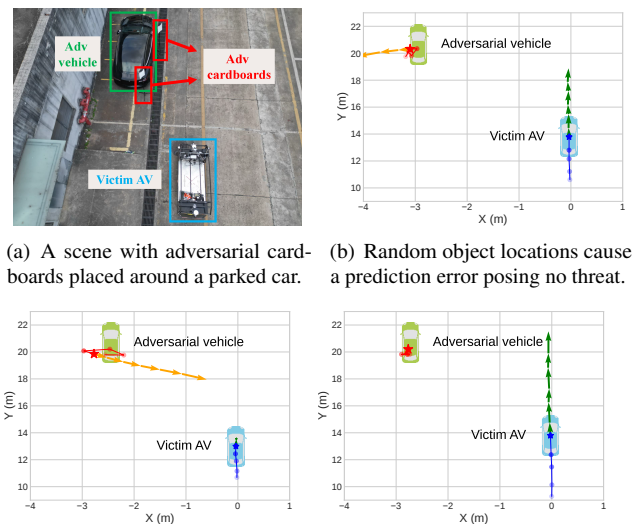 Adv
vehicle
Adv
cardboards
Victim AV
Y (m)
22
20
18
16
14
12
10
Adversarial vehicle
Victim AV
−4
−3
−2
−1
0
1
X (m)
(a) A scene with adversarial card-
boards placed around a parked car.
(b) Random object locations cause
a prediction error posing no threat.
Y (m)
22
20
18
16
14
12
10
Adversarial vehicle
Victim AV
−4
−3
−2
−1
0
1
X (m)
Y (m)
22
20
18
16
14
12
10
Adversarial vehicle
Victim AV
−4
−3
−2
−1
0
1
X (m)